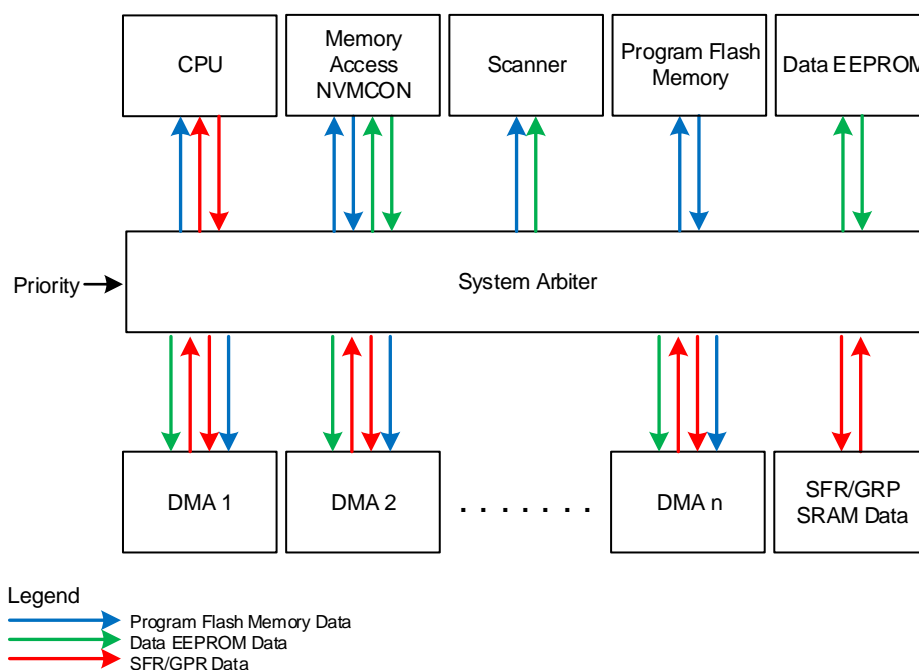 CPU
Memory
Access
NVMCON
Scanner
Program Flash
Memory
Data EEPROM
Priority
System Arbiter
DMA 1
DMA 2
. . . . . . .
DMA n
SFR/GRP
SRAM Data
Legend
Program Flash Memory Data
Data EEPROM Data
SFR/GPR Data